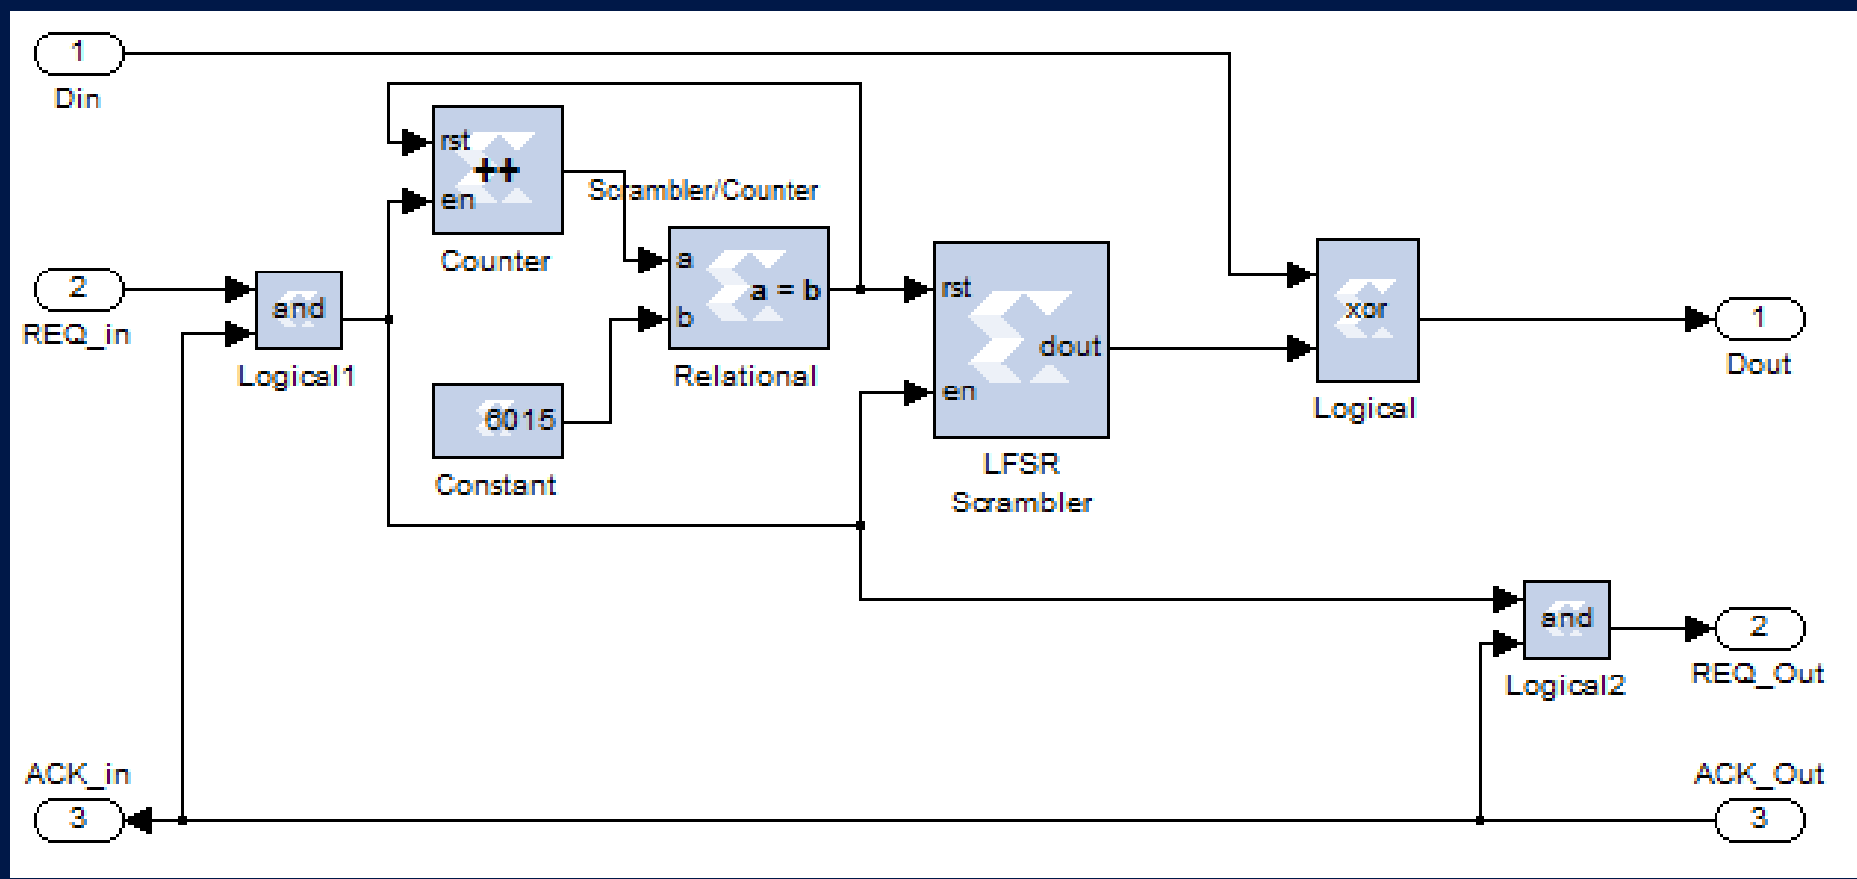 1
Din
rst
++
en
Counter
Scrambler/Counter
2
REQ_in
and
Logical1
a
b
a = b
Relational
6015
Constant
rst
dout
en
LFSR
Scrambler
xor
Logical
1
Dout
and
Logical2
2
REQ_Out
ACK_in
3
ACK_Out
3